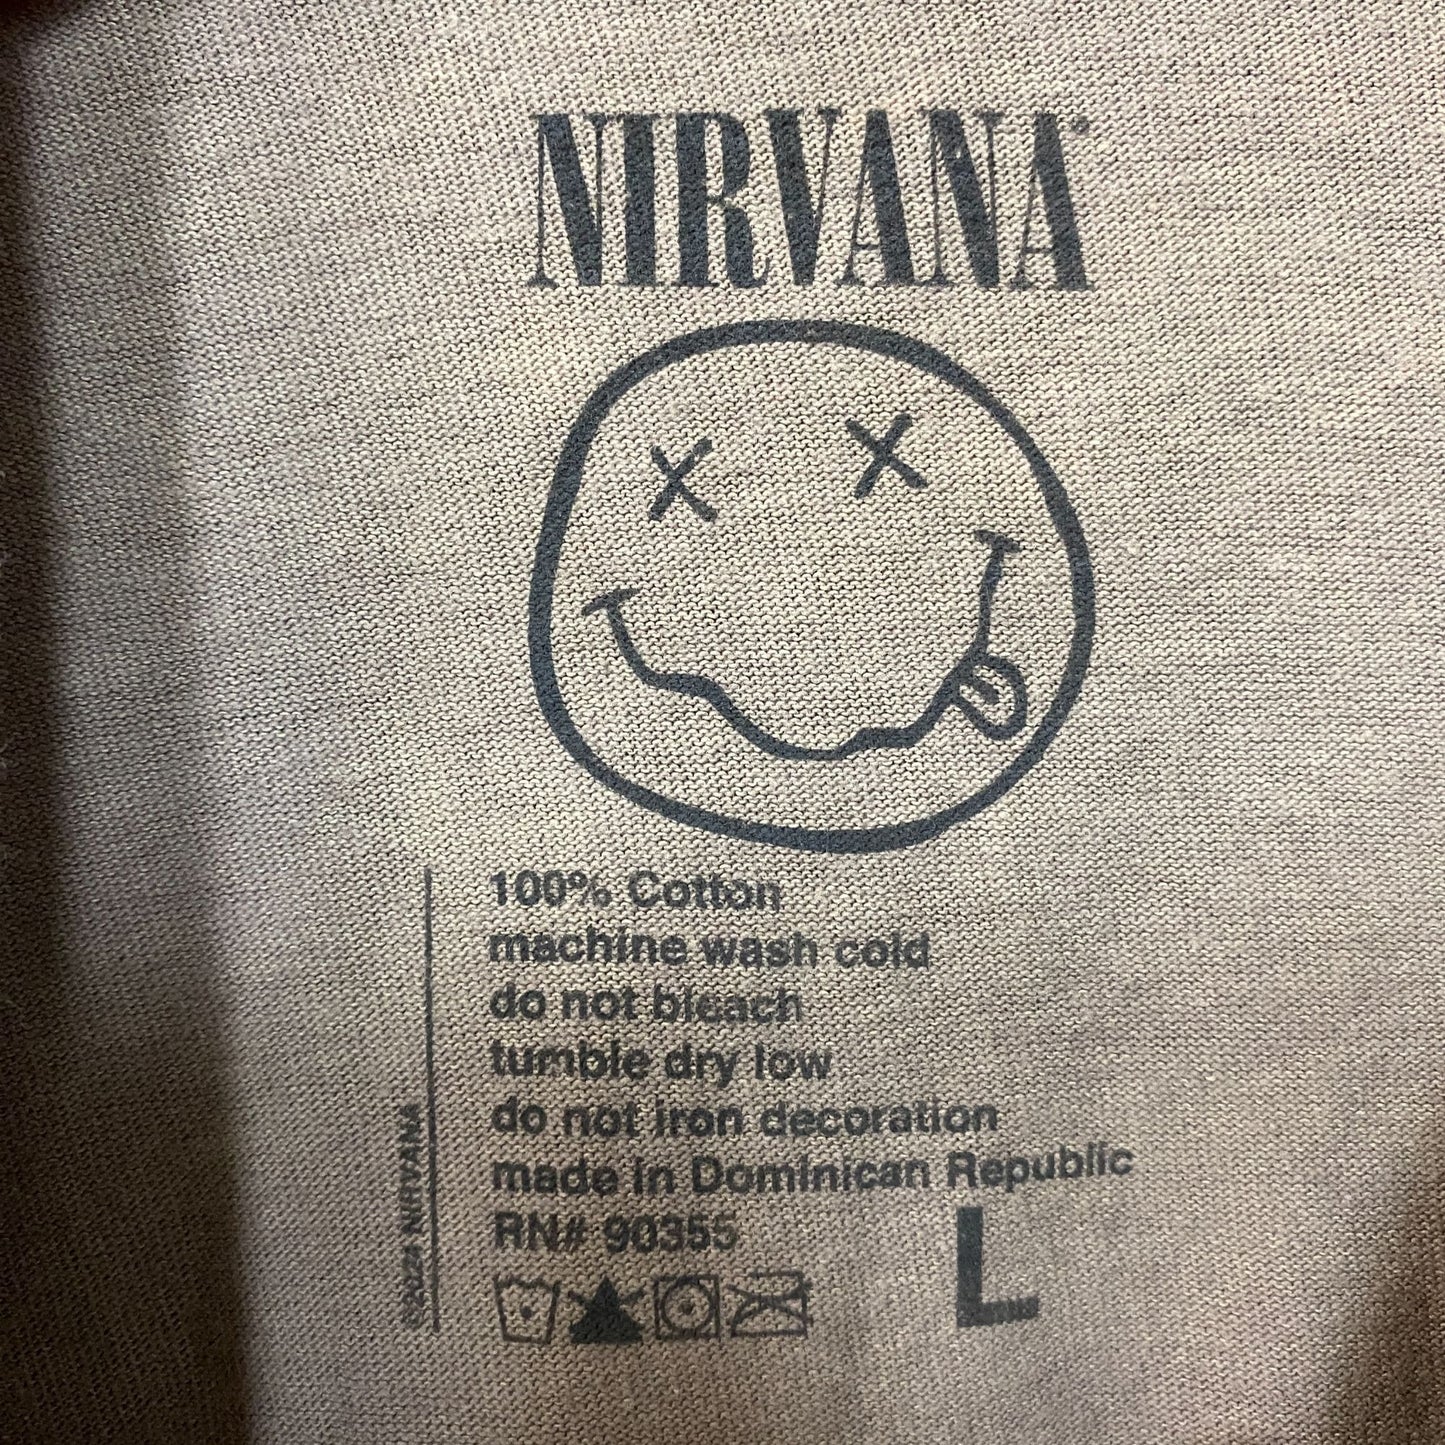 NIRVANA®
100% Cotton
machine wash cold
do not bleach
tumble dry low
do not iron decoration
made in Dominican Republic
RN# 90355
L
©2024 NIRVANA